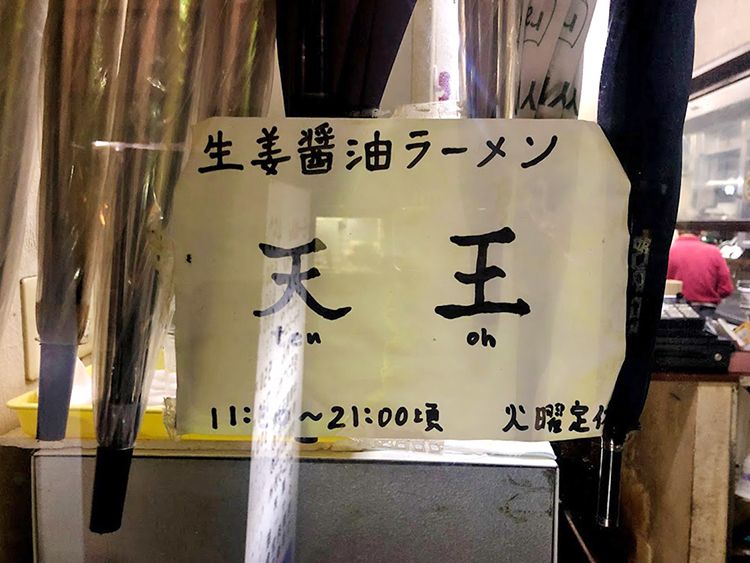 生姜醤油ラーメン
天王
ten oh
～21:00頃 火曜定